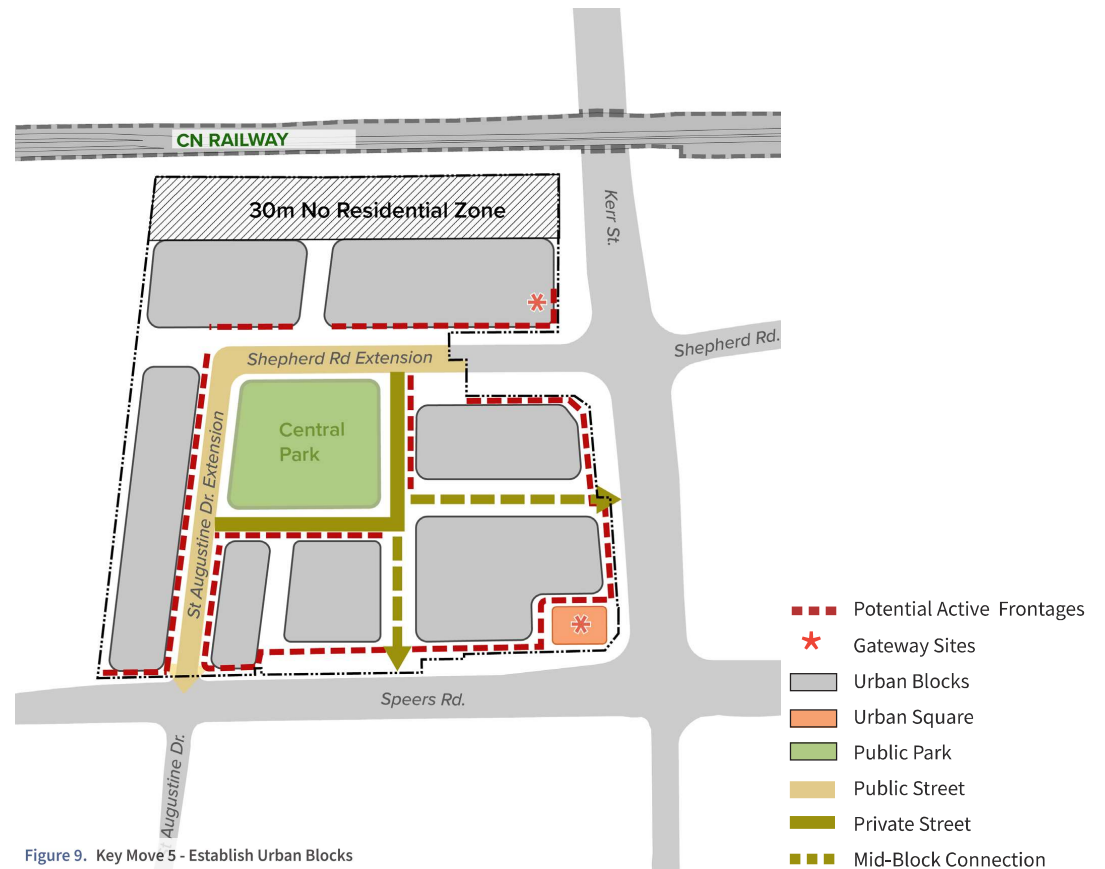 CN RAILWAY
30m No Residential Zone
Kerr St.
Shepherd Rd.
Shepherd Rd Extension
Central
Park
St Augustine Dr. Extension
Speers Rd.
St Augustine Dr.
Potential Active Frontages
Gateway Sites
Urban Blocks
Urban Square
Public Park
Public Street
Private Street
Mid-Block Connection
Figure 9. Key Move 5 - Establish Urban Blocks